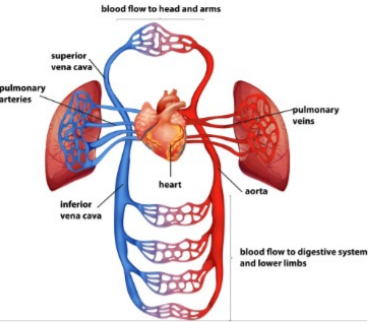 blood flow to head and arms
superior
vena cava
pulmonary
arteries
pulmonary
veins
heart
aorta
inferior
vena cava
blood flow to digestive system
and lower limbs